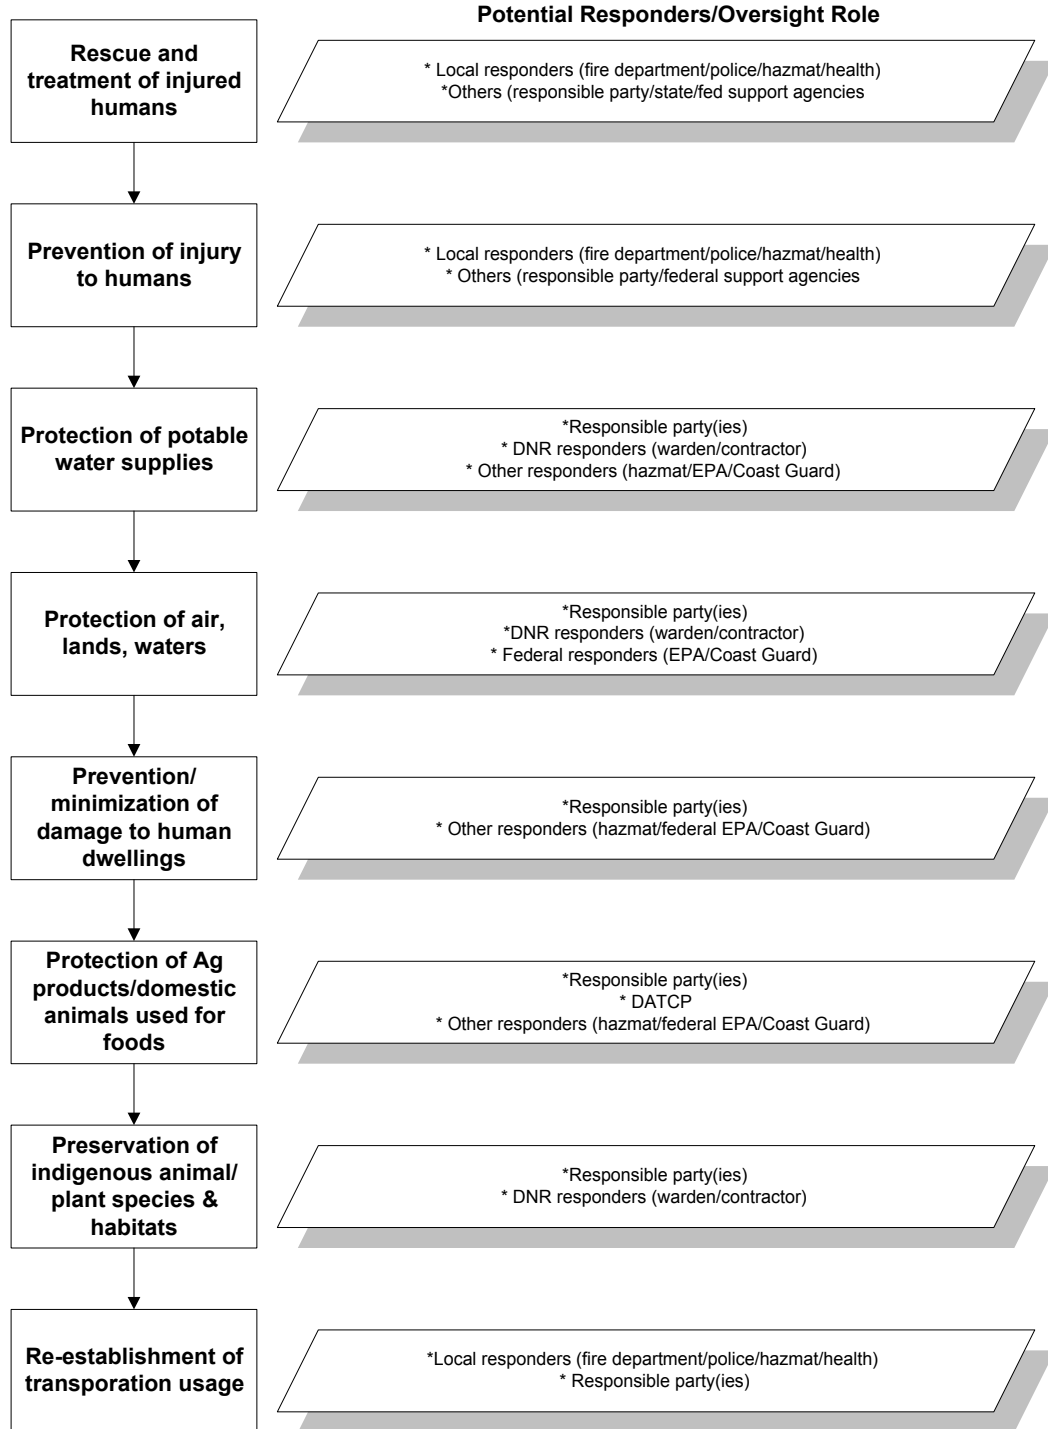 Potential Responders/Oversight Role
Rescue and
treatment of injured
humans
* Local responders (fire department/police/hazmat/health)
*Others (responsible party/state/fed support agencies
Prevention of injury
to humans
* Local responders (fire department/police/hazmat/health)
* Others (responsible party/federal support agencies
Protection of potable
water supplies
*Responsible party(ies)
* DNR responders (warden/contractor)
* Other responders (hazmat/EPA/Coast Guard)
Protection of air,
lands, waters
*Responsible party(ies)
*DNR responders (warden/contractor)
* Federal responders (EPA/Coast Guard)
Prevention/
minimization of
damage to human
dwellings
*Responsible party(ies)
* Other responders (hazmat/federal EPA/Coast Guard)
Protection of Ag
products/domestic
animals used for
foods
*Responsible party(ies)
* DATCP
* Other responders (hazmat/federal EPA/Coast Guard)
Preservation of
indigenous animal/
plant species &
habitats
*Responsible party(ies)
* DNR responders (warden/contractor)
Re-establishment of
transporation usage
*Local responders (fire department/police/hazmat/health)
* Responsible party(ies)